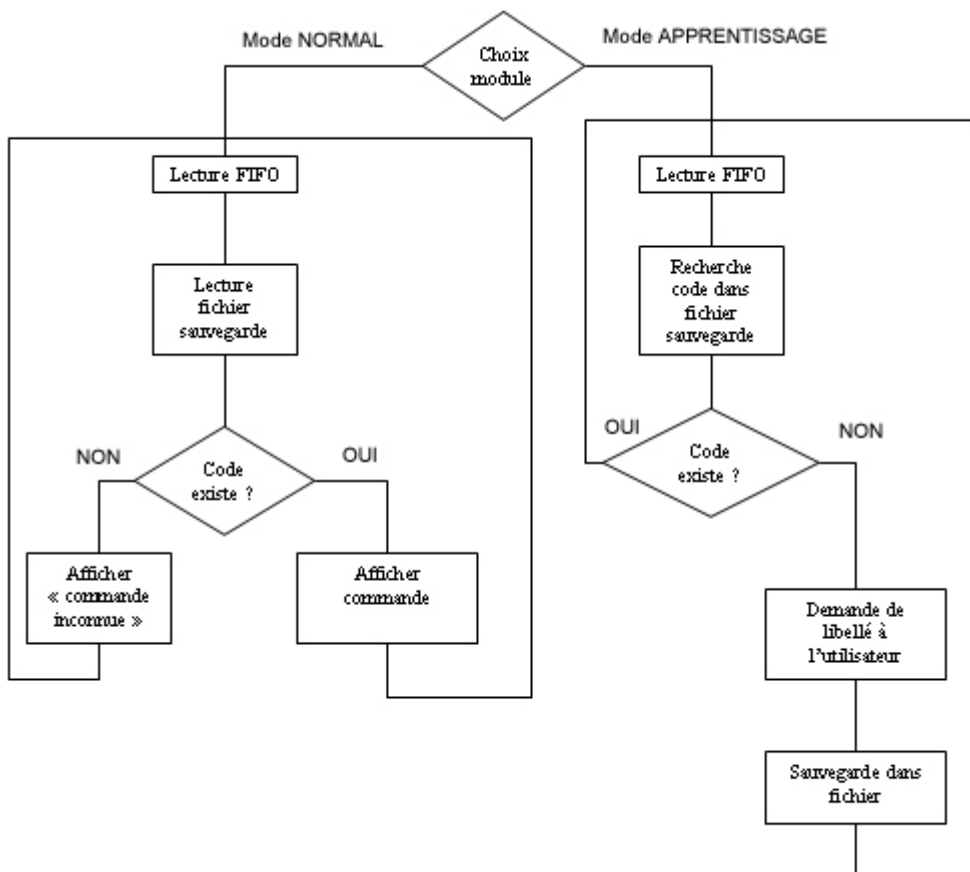 Mode NORMAL
Choix
module
Mode APPRENTISSAGE
Lecture FIFO
Lecture
fichier
sauvegarde
NON
Code
existe ?
OUI
Afficher
« commande
inconnue »
Afficher
commande
Lecture FIFO
Recherche
code dans
fichier
sauvegarde
OUI
Code
existe ?
NON
Demande de
libellé à
l'utilisateur
Sauvegarde dans
fichier